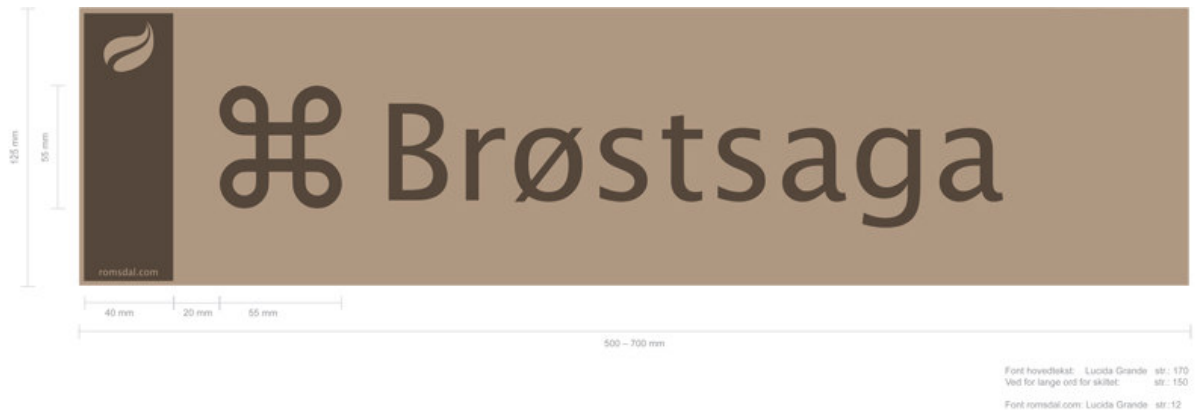 Brøstsaga
romsdal.com
125 mm
55 mm
40 mm 20 mm 55 mm
500 – 700 mm
Font hovedtekst: Lucida Grande str.: 170
Ved for lange ord for skiltet: str.: 150
Font romsdal.com: Lucida Grande str.:12